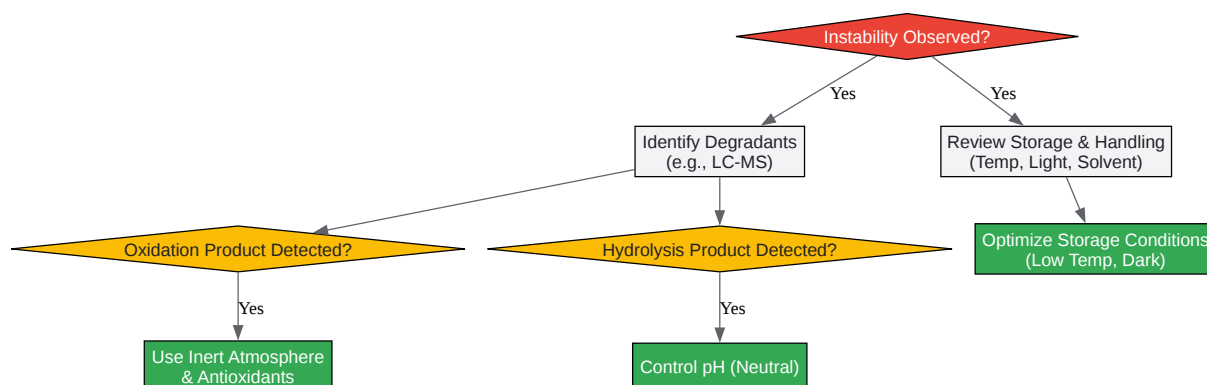 Instability Observed?
Yes
Yes
Identify Degradants
(e.g., LC-MS)
Review Storage & Handling
(Temp, Light, Solvent)
Oxidation Product Detected?
Hydrolysis Product Detected?
Optimize Storage Conditions
(Low Temp, Dark)
Yes
Yes
Use Inert Atmosphere
& Antioxidants
Control pH (Neutral)